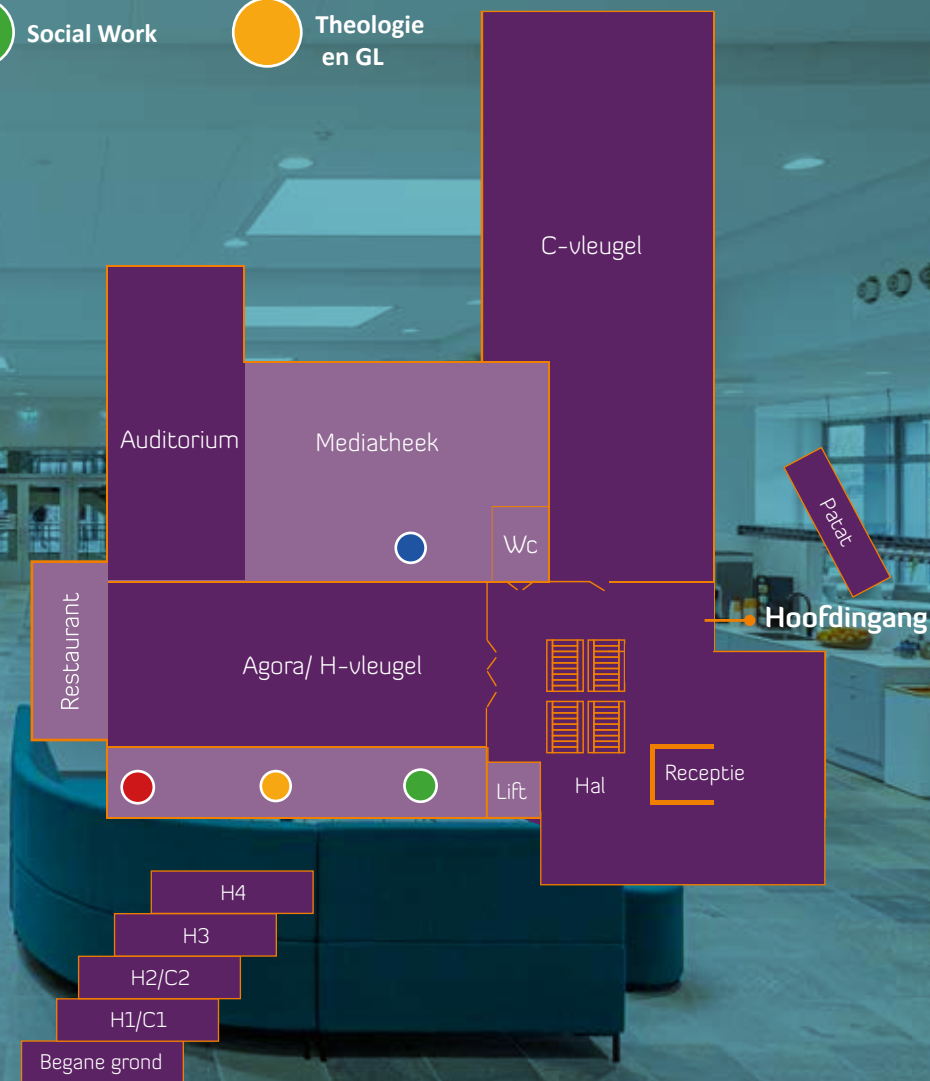 Social Work
Theologie
en GL
C-vleugel
Auditorium
Mediatheek
Wc
Patat
Hoofdingang
Restaurant
Agora/ H-vleugel
Lift
Hal
Receptie
H4
H3
H2/C2
H1/C1
Begane grond